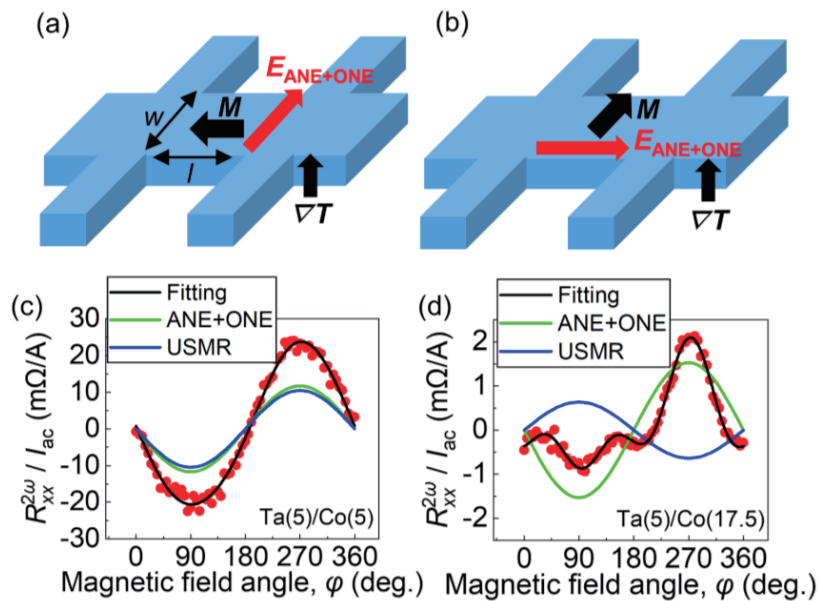 (a)
E_ANE+ONE
M
w
l
∇T
(b)
M
E_ANE+ONE
∇T
(c)
Fitting
ANE+ONE
USMR
30
20
10
0
-10
-20
-30
R_xx^2ω / I_ac (mΩ/A)
Ta(5)/Co(5)
0 90 180 270 360
Magnetic field angle, φ (deg.)
(d)
Fitting
ANE+ONE
USMR
2
1
0
-1
-2
R_xx^2ω / I_ac (mΩ/A)
Ta(5)/Co(17.5)
0 90 180 270 360
Magnetic field angle, φ (deg.)